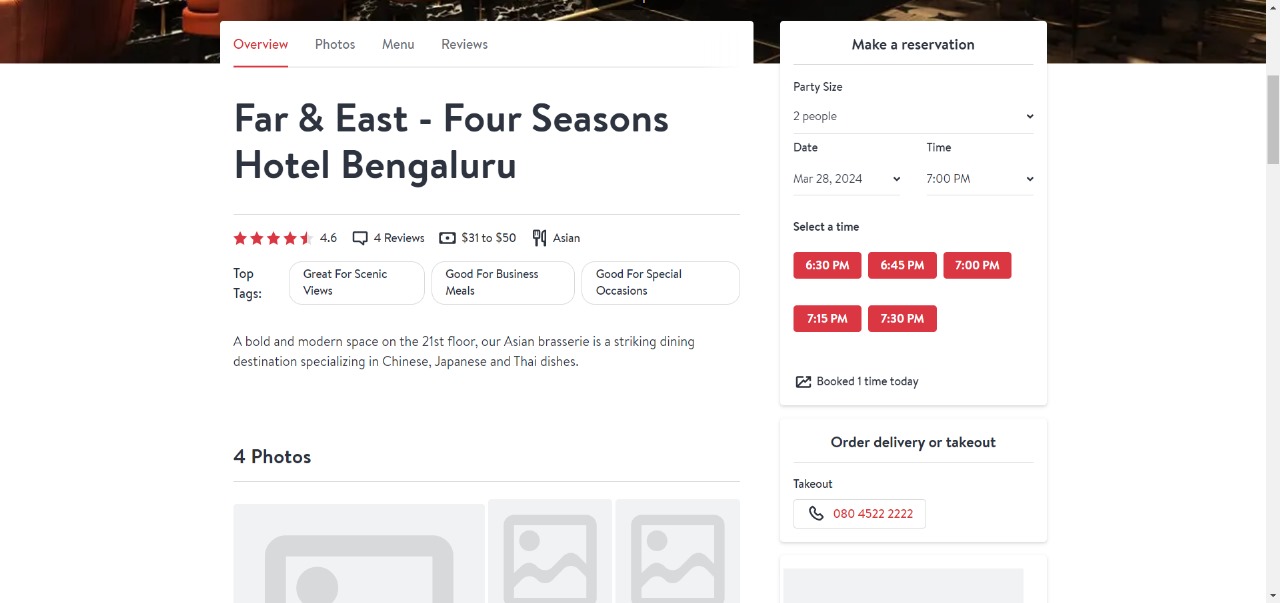 Overview Photos Menu Reviews
Far & East - Four Seasons
Hotel Bengaluru
4.6 4 Reviews $31 to $50 Asian
Top
Tags:
Great For Scenic
Views
Good For Business
Meals
Good For Special
Occasions
A bold and modern space on the 21st floor, our Asian brasserie is a striking dining
destination specializing in Chinese, Japanese and Thai dishes.
4 Photos
Make a reservation
Party Size
2 people
Date Time
Mar 28, 2024 7:00 PM
Select a time
6:30 PM 6:45 PM 7:00 PM
7:15 PM 7:30 PM
Booked 1 time today
Order delivery or takeout
Takeout
080 4522 2222